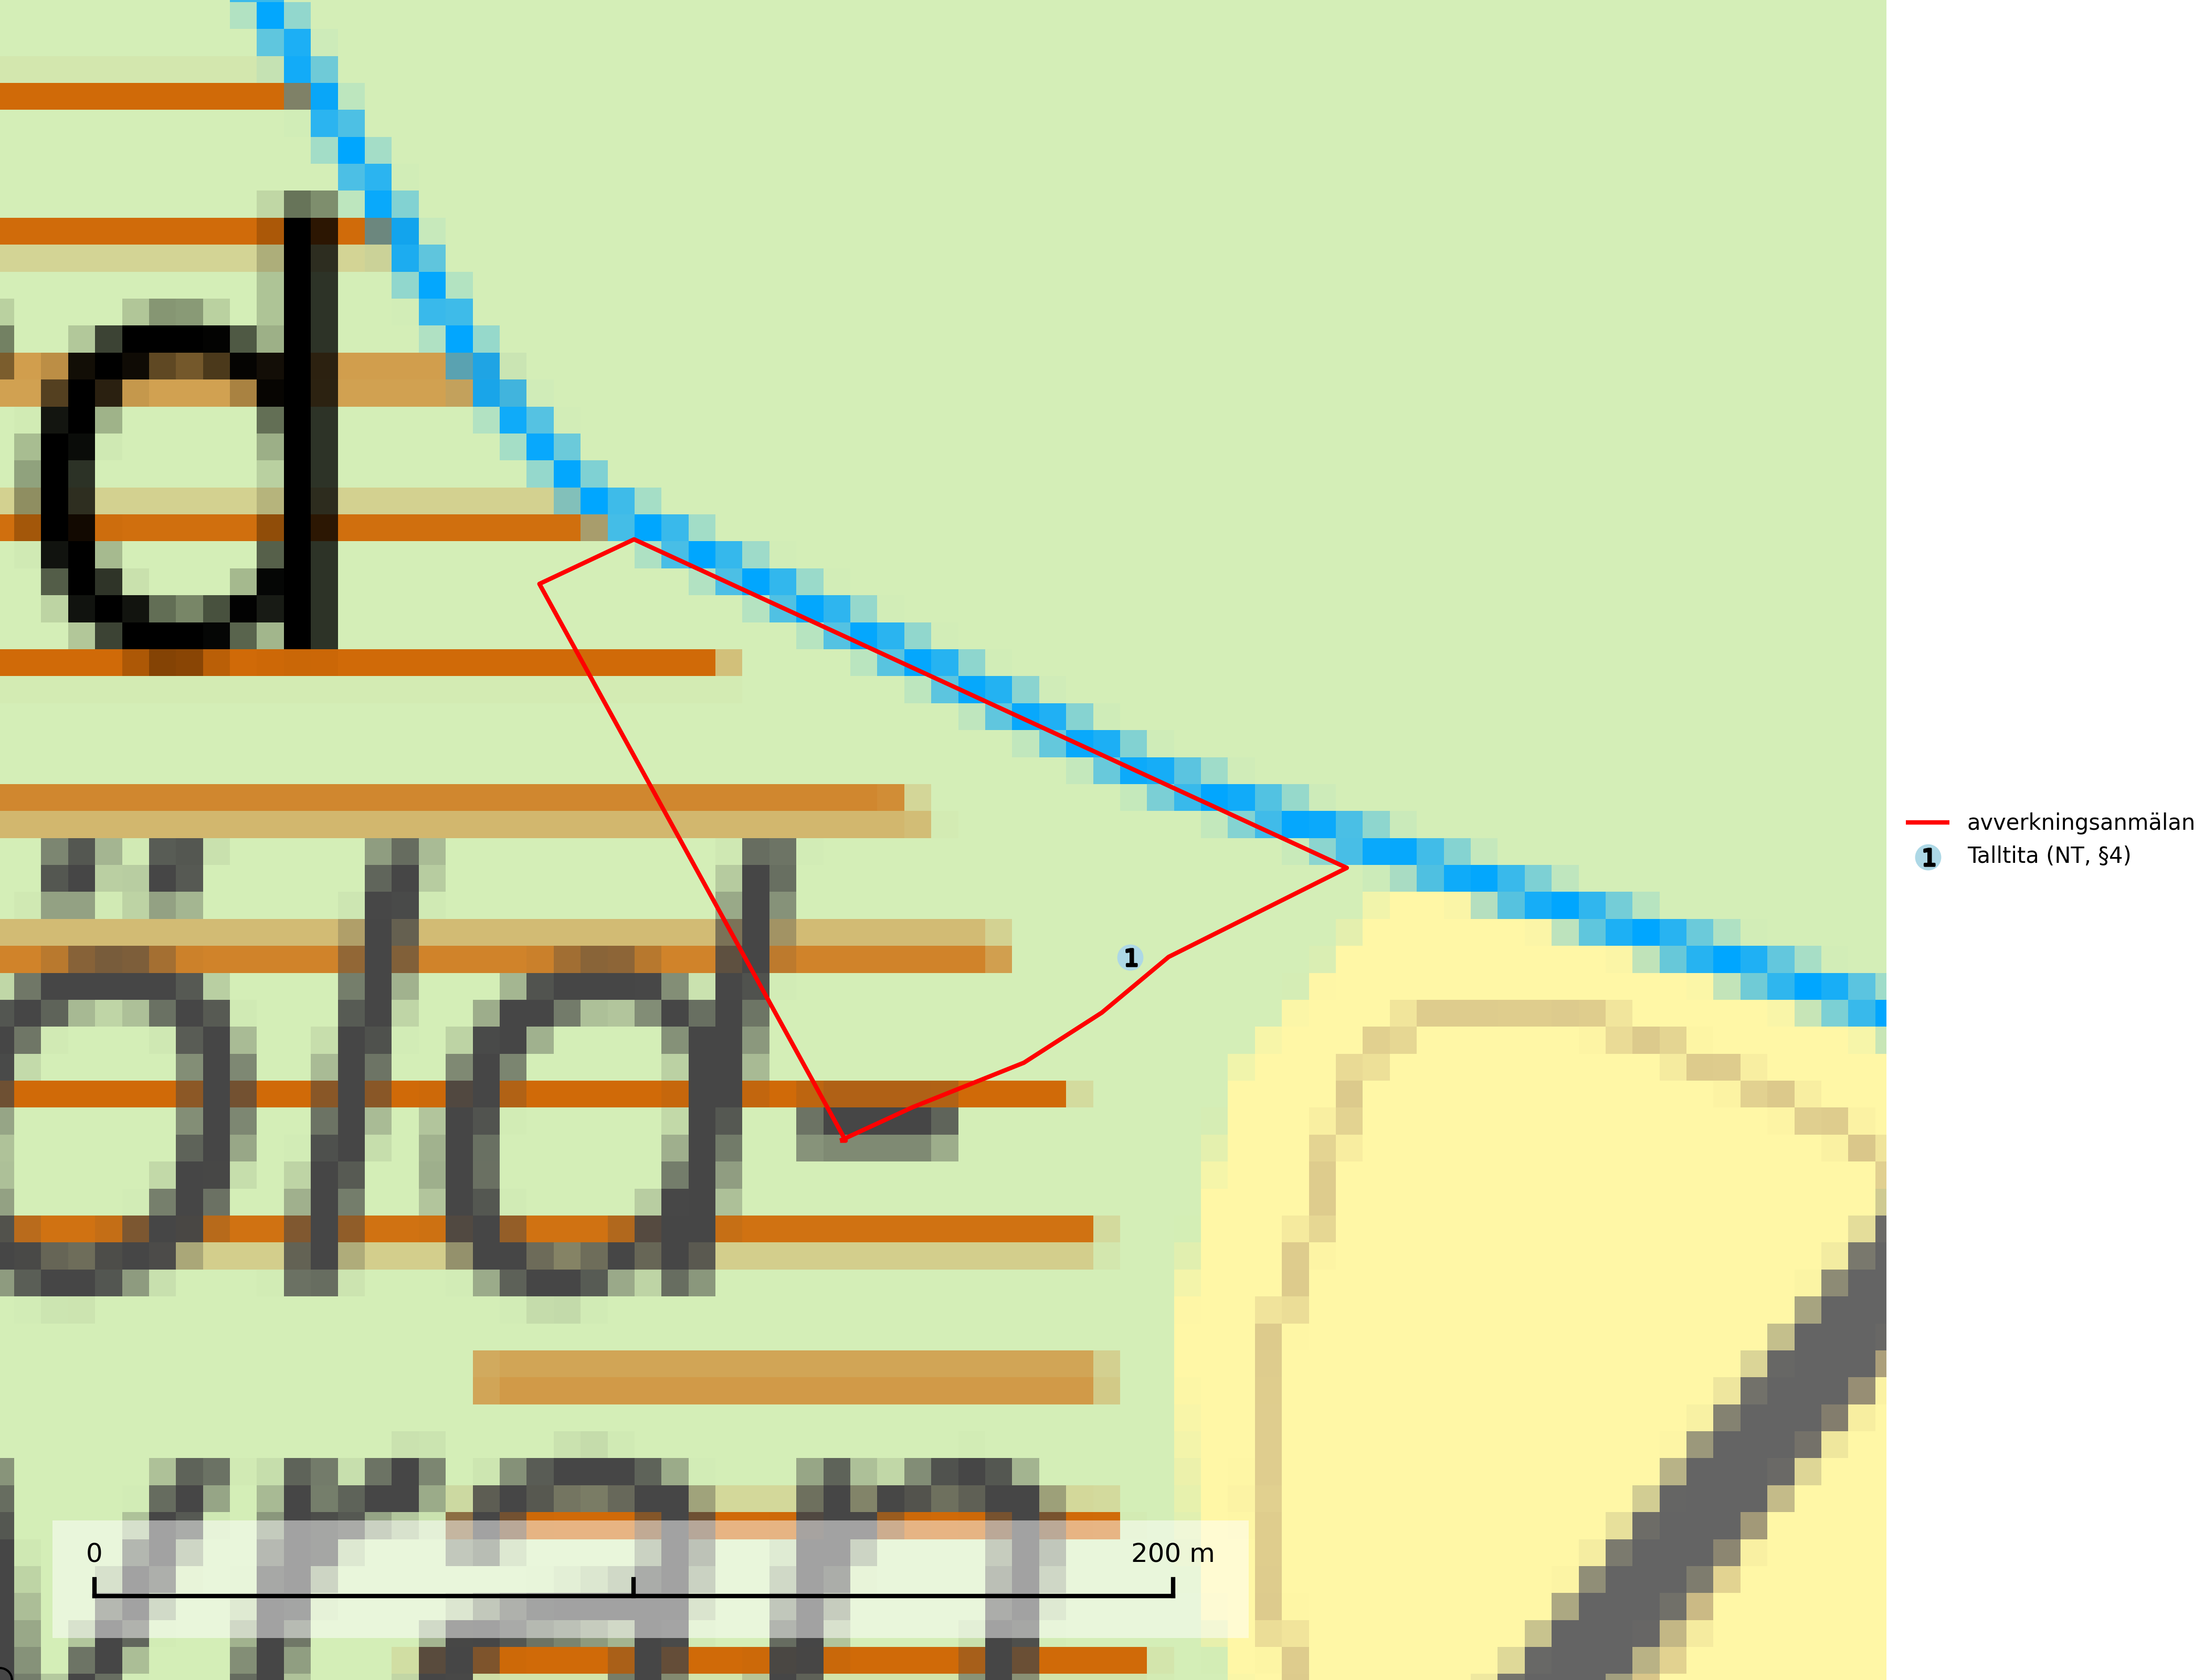 avverkningsanmälan
1 Talltita (NT, §4)
1
0 200 m